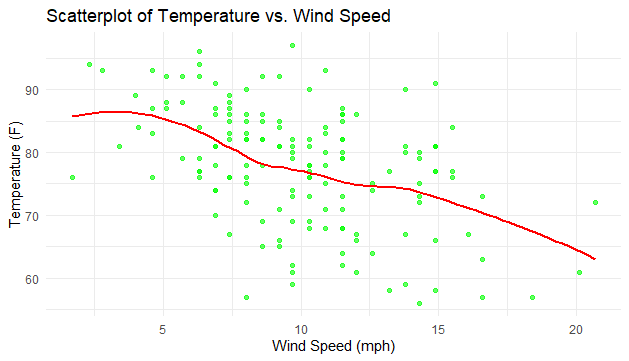 Scatterplot of Temperature vs. Wind Speed
Temperature (F)
90
80
70
60
5 10 15 20
Wind Speed (mph)